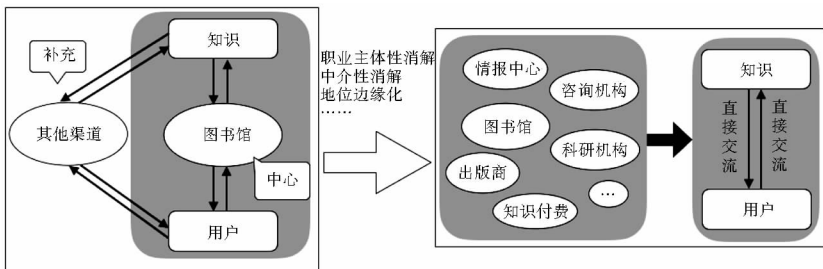 补充
知识
其他渠道
图书馆
中心
用户
职业主体性消解
中介性消解
地位边缘化
……
情报中心
咨询机构
图书馆
科研机构
出版商
…
知识付费
知识
直接交流
直接交流
用户